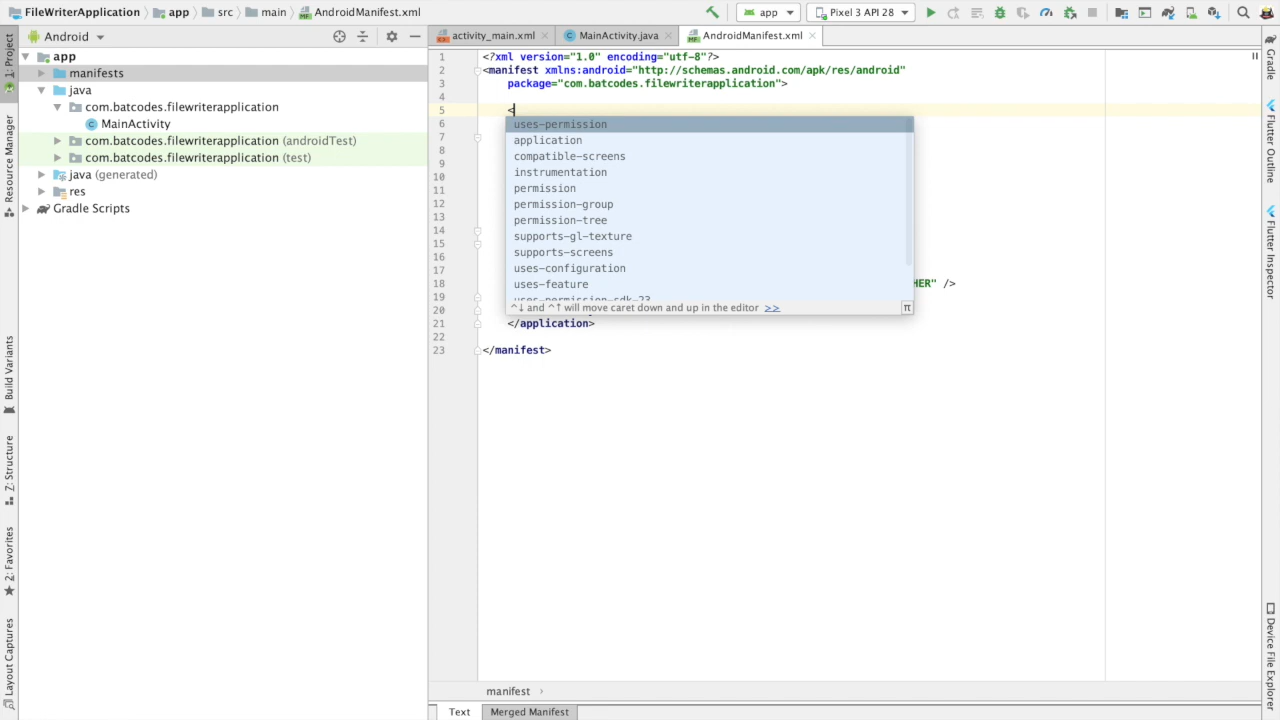 FileWriterApplication app src main AndroidManifest.xml app Pixel 3 API 28
Android
activity_main.xml MainActivity.java AndroidManifest.xml
1: Project
Resource Manager
Build Variants
Z: Structure
2: Favorites
Layout Captures
app
manifests
java
com.batcodes.filewriterapplication
MainActivity
com.batcodes.filewriterapplication (androidTest)
com.batcodes.filewriterapplication (test)
java (generated)
res
Gradle Scripts
1 <?xml version="1.0" encoding="utf-8"?>
2 <manifest xmlns:android="http://schemas.android.com/apk/res/android"
3 package="com.batcodes.filewriterapplication">
4
5 <
6 uses-permission
7 application
8 compatible-screens
9 instrumentation
10 permission
11
12 permission-group
13 permission-tree
14 supports-gl-texture
15 supports-screens
16
17 uses-configuration
18 uses-feature HER" />
19 uses-permission-sdk-23
20 ^↓ and ^↑ will move caret down and up in the editor >> π
21 </application>
22
23 </manifest>
manifest
Text Merged Manifest
Gradle
Flutter Outline
Flutter Inspector
Device File Explorer